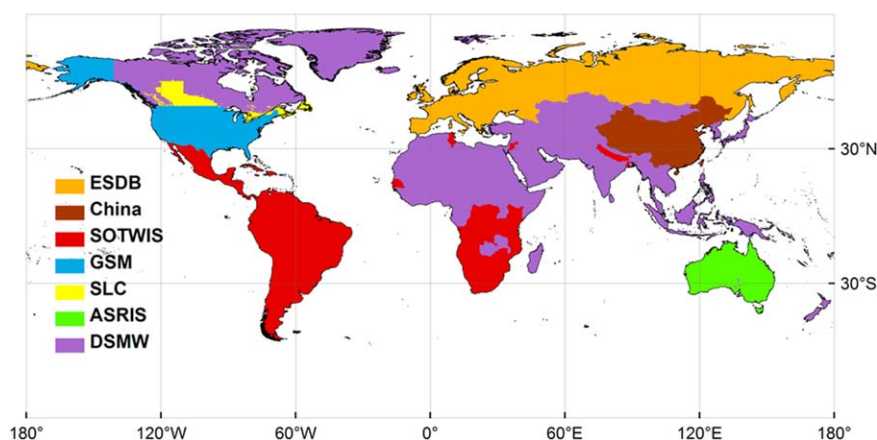 30°N
30°S
ESDB
China
SOTWIS
GSM
SLC
ASRIS
DSMW
180°
120°W
60°W
0°
60°E
120°E
180°